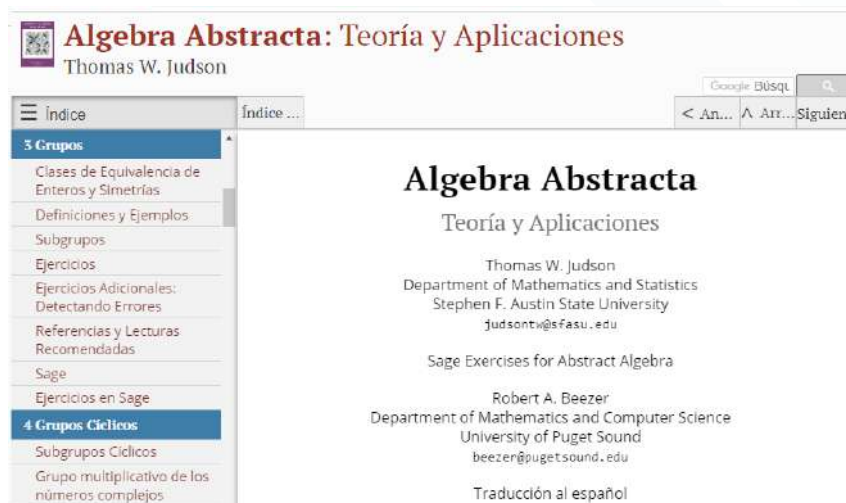 Algebra Abstracta: Teoría y Aplicaciones
Thomas W. Judson
Google Búsqu
☰ Índice
Índice ...
< An...
∧ Arr...
Siguien
3 Grupos
Clases de Equivalencia de
Enteros y Simetrías
Definiciones y Ejemplos
Subgrupos
Ejercicios
Ejercicios Adicionales:
Detectando Errores
Referencias y Lecturas
Recomendadas
Sage
Ejercicios en Sage
4 Grupos Cíclicos
Subgrupos Cíclicos
Grupo multiplicativo de los
números complejos
Algebra Abstracta
Teoría y Aplicaciones
Thomas W. Judson
Department of Mathematics and Statistics
Stephen F. Austin State University
judsontw@sfasu.edu
Sage Exercises for Abstract Algebra
Robert A. Beezer
Department of Mathematics and Computer Science
University of Puget Sound
beezer@pugetsound.edu
Traducción al español